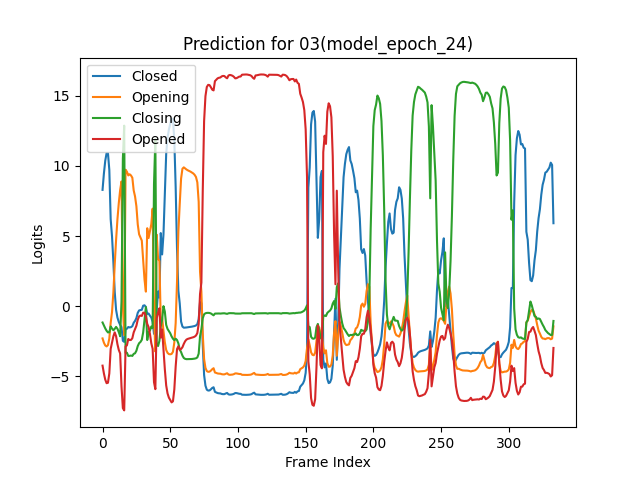 Prediction for 03(model_epoch_24)
Closed
Opening
Closing
Opened
Logits
15
10
5
0
−5
0
50
100
150
200
250
300
Frame Index